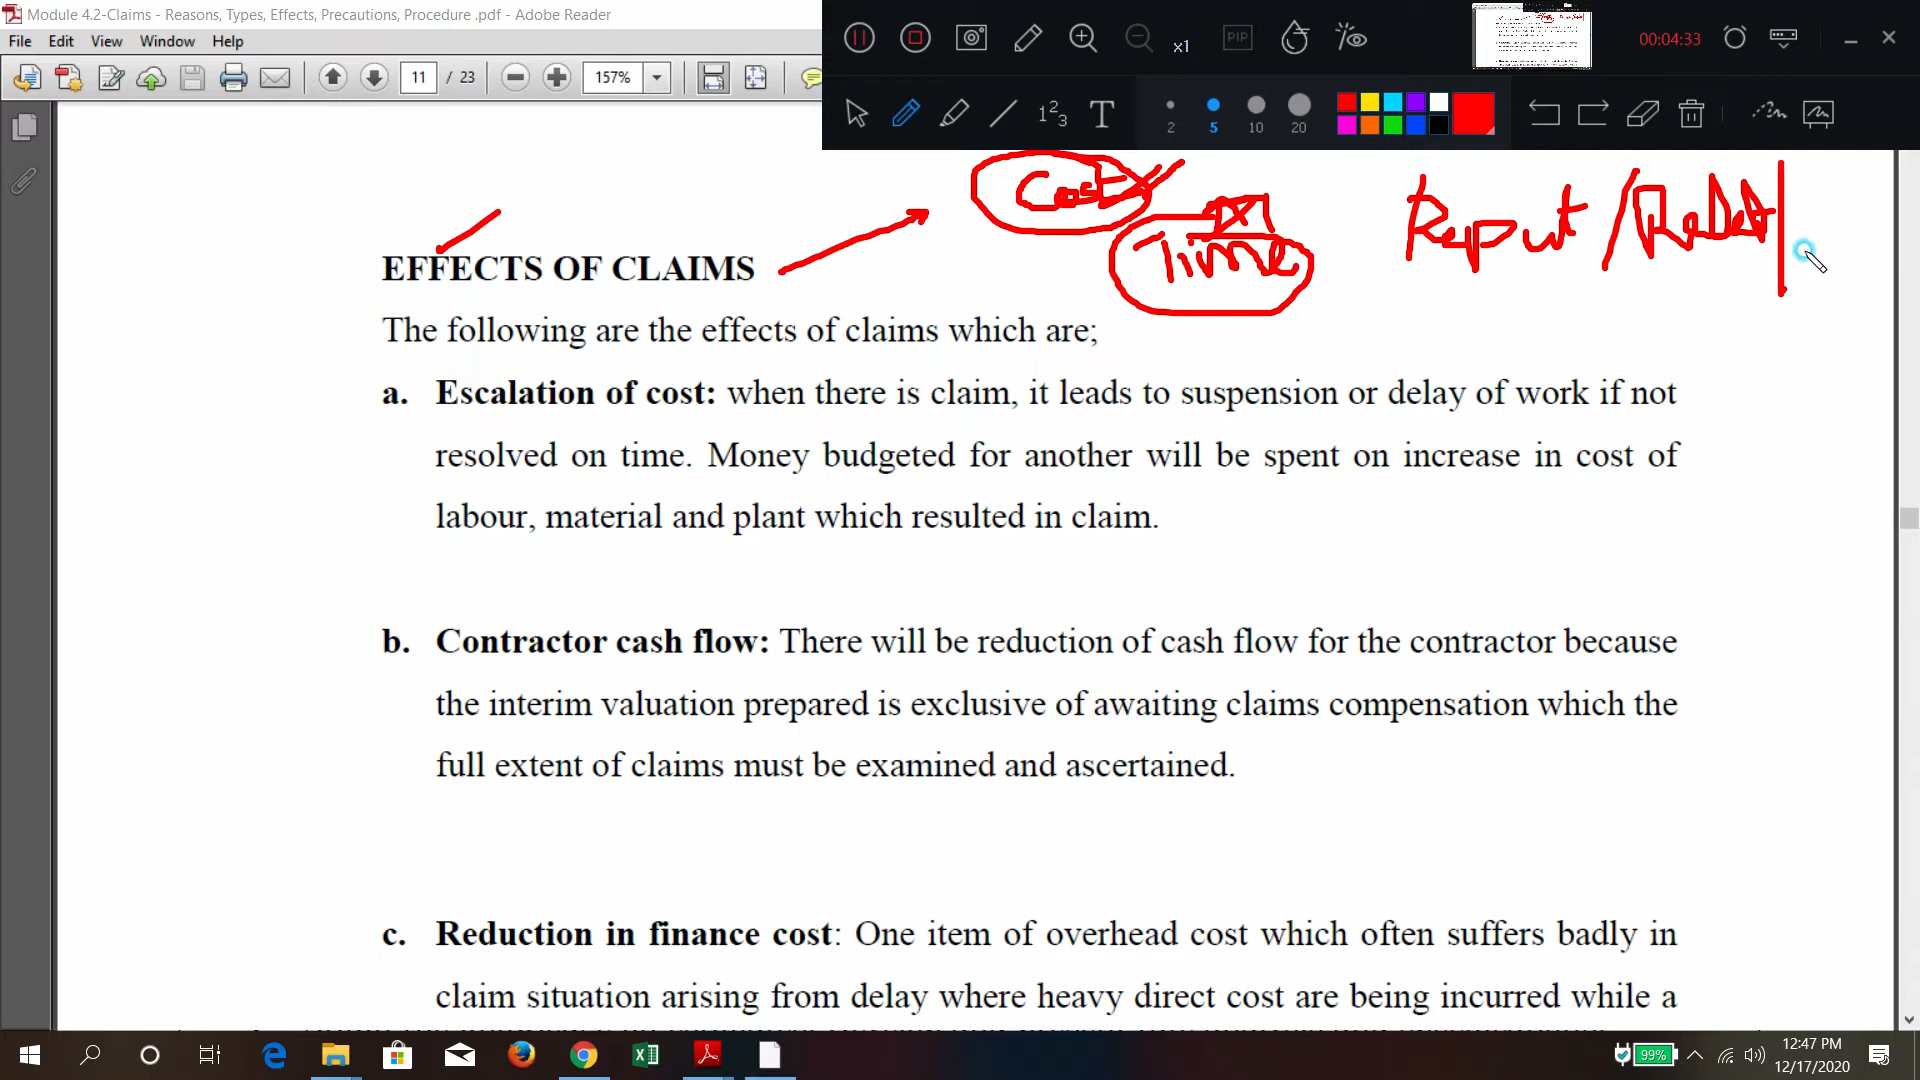 Module 4.2-Claims - Reasons, Types, Effects, Precautions, Procedure .pdf - Adobe Reader
File Edit View Window Help
11 / 23 157%
x1 PIP 00:04:33
1 2 3 T 2 5 10 20
Cost
Time
Reput /
EFFECTS OF CLAIMS
The following are the effects of claims which are;
a. Escalation of cost: when there is claim, it leads to suspension or delay of work if not
resolved on time. Money budgeted for another will be spent on increase in cost of
labour, material and plant which resulted in claim.
b. Contractor cash flow: There will be reduction of cash flow for the contractor because
the interim valuation prepared is exclusive of awaiting claims compensation which the
full extent of claims must be examined and ascertained.
c. Reduction in finance cost: One item of overhead cost which often suffers badly in
claim situation arising from delay where heavy direct cost are being incurred while a
99% 12:47 PM
12/17/2020